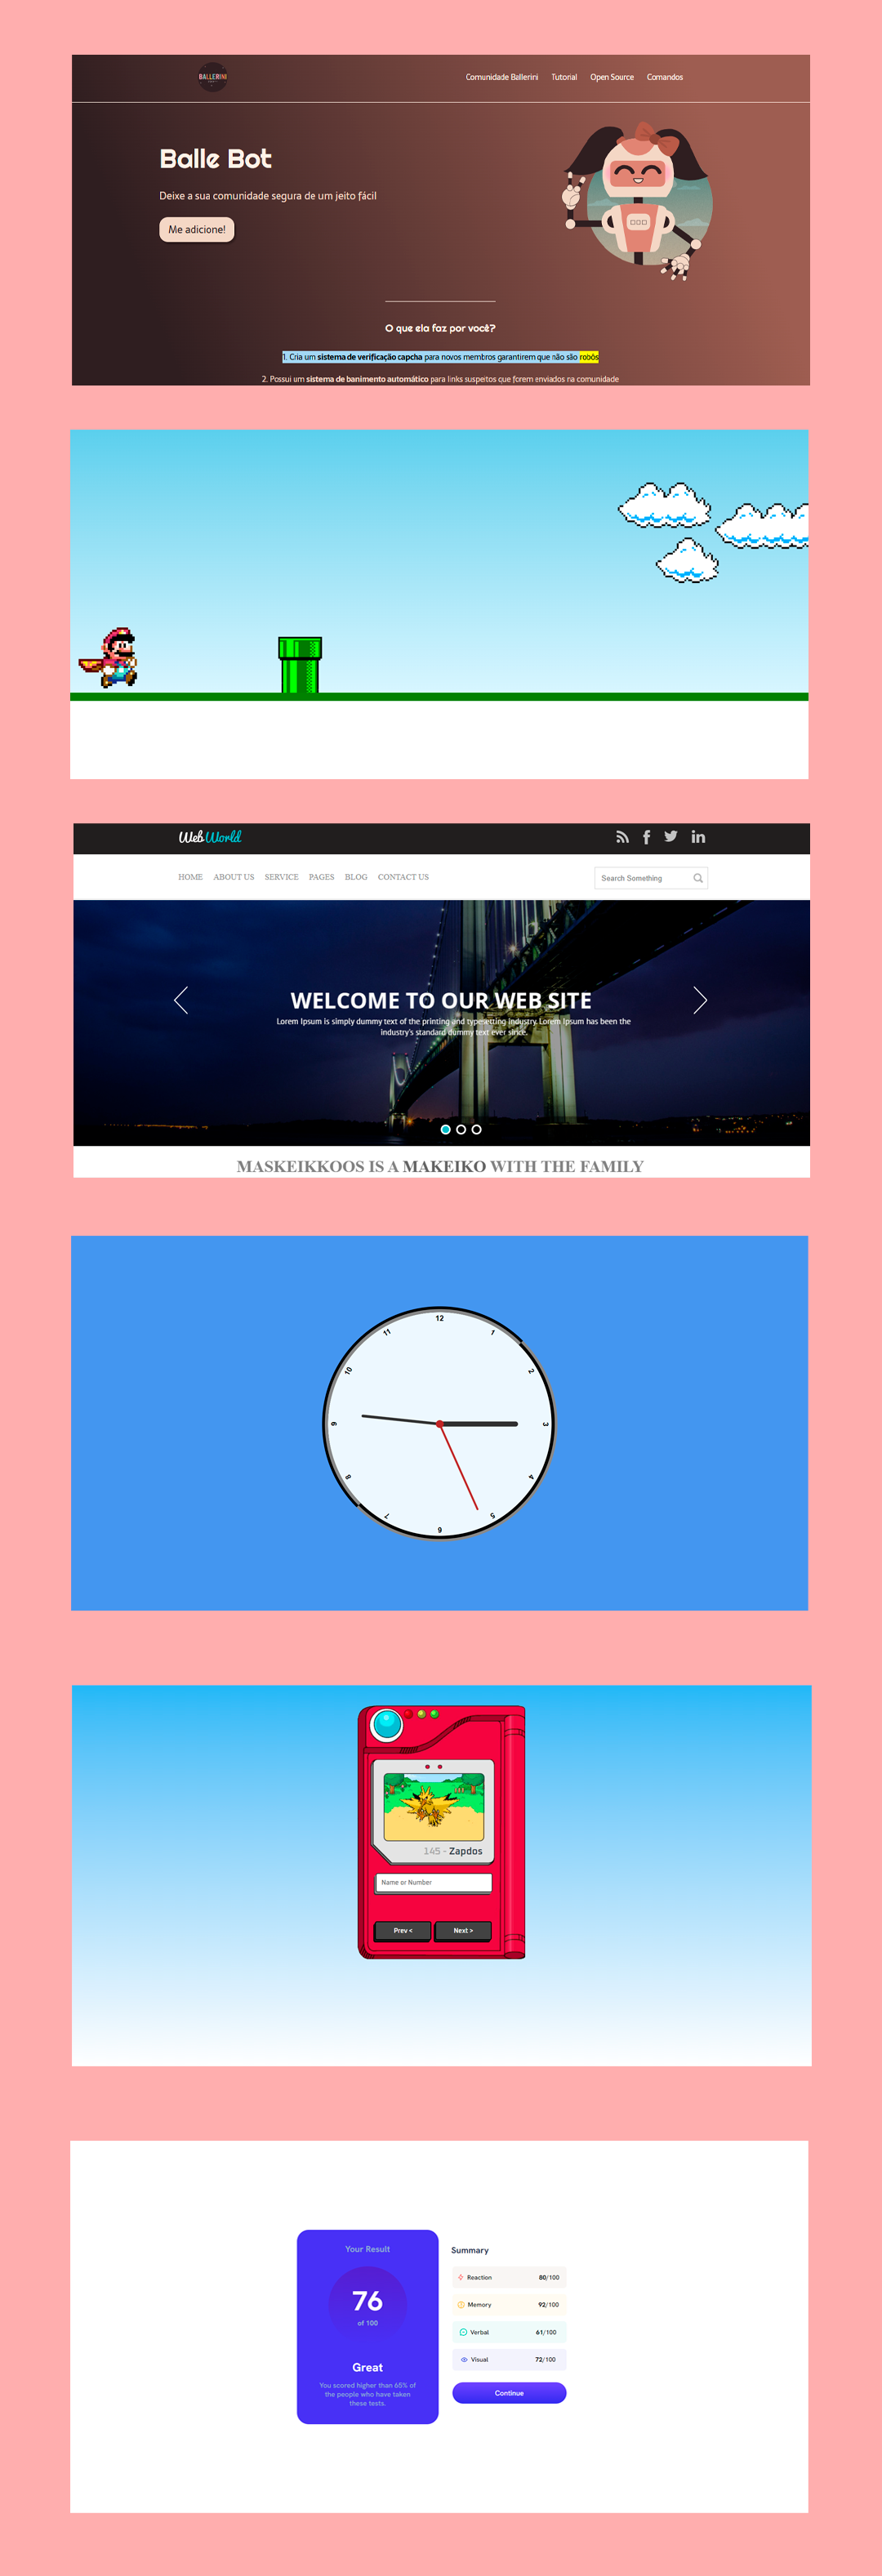 BALLERINI
Comunidade Ballerini Tutorial Open Source Comandos
Balle Bot
Deixe a sua comunidade segura de um jeito fácil
Me adicione!
O que ela faz por você?
1. Cria um sistema de verificação capcha para novos membros garantirem que não são robôs
2. Possui um sistema de banimento automático para links suspeitos que forem enviados na comunidade
Web World
HOME ABOUT US SERVICE PAGES BLOG CONTACT US
Search Something
WELCOME TO OUR WEB SITE
Lorem Ipsum is simply dummy text of the printing and typesetting industry. Lorem Ipsum has been the
industry's standard dummy text ever since.
MASKEIKKOOS IS A MAKEIKO WITH THE FAMILY
12
1
2
3
4
5
6
7
8
9
10
11
145 - Zapdos
Name or Number
Prev < Next >
Your Result
76
of 100
Great
You scored higher than 65% of
the people who have taken
these tests.
Summary
Reaction 80/100
Memory 92/100
Verbal 61/100
Visual 72/100
Continue